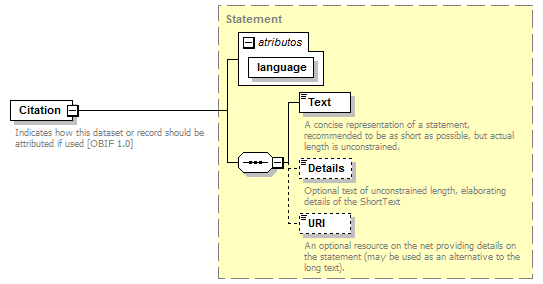 Statement
atributos
language
Citation
Indicates how this dataset or record should be
attributed if used [OBIF 1.0]
Text
A concise representation of a statement,
recommended to be as short as possible, but actual
length is unconstrained.
Details
Optional text of unconstrained length, elaborating
details of the ShortText
URI
An optional resource on the net providing details on
the statement (may be used as an alternative to the
long text).